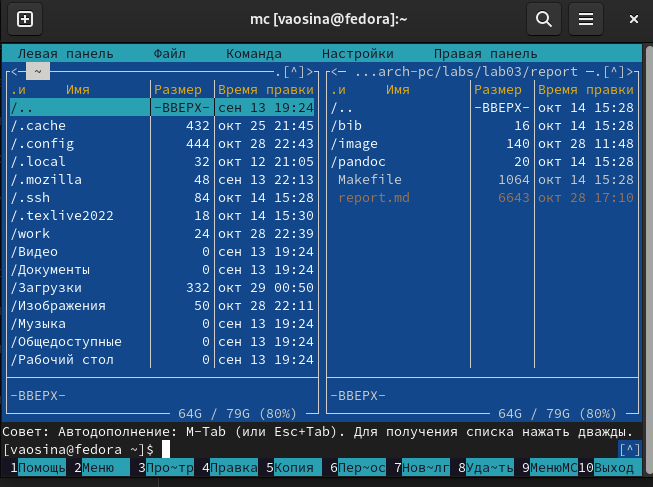 mc [vaosina@fedora]:~
Левая панель Файл Команда Настройки Правая панель
<─ ~ .[^]> <─ ...arch-pc/labs/lab03/report ─.[^]>
.и Имя Размер Время правки .и Имя Размер Время правки
/.. -ВВЕРХ- сен 13 19:24 /.. -ВВЕРХ- окт 14 15:28
/.cache 432 окт 25 21:45 /bib 16 окт 14 15:28
/.config 444 окт 28 22:43 /image 140 окт 28 11:48
/.local 32 окт 12 21:05 /pandoc 20 окт 14 15:28
/.mozilla 48 сен 13 22:13 Makefile 1064 окт 14 15:28
/.ssh 84 окт 14 15:28 report.md 6643 окт 28 17:10
/.texlive2022 18 окт 14 15:30
/work 24 окт 28 22:39
/Видео 0 сен 13 19:24
/Документы 0 сен 13 19:24
/Загрузки 332 окт 29 00:50
/Изображения 50 окт 28 22:11
/Музыка 0 сен 13 19:24
/Общедоступные 0 сен 13 19:24
/Рабочий стол 0 сен 13 19:24
-ВВЕРХ- -ВВЕРХ-
64G / 79G (80%) 64G / 79G (80%)
Совет: Автодополнение: M-Tab (или Esc+Tab). Для получения списка нажать дважды.
[vaosina@fedora ~]$ [^]
1Помощь 2Меню 3Про~тр 4Правка 5Копия 6Пер~ос 7Нов~лг 8Уда~ть 9МенюМС10Выход